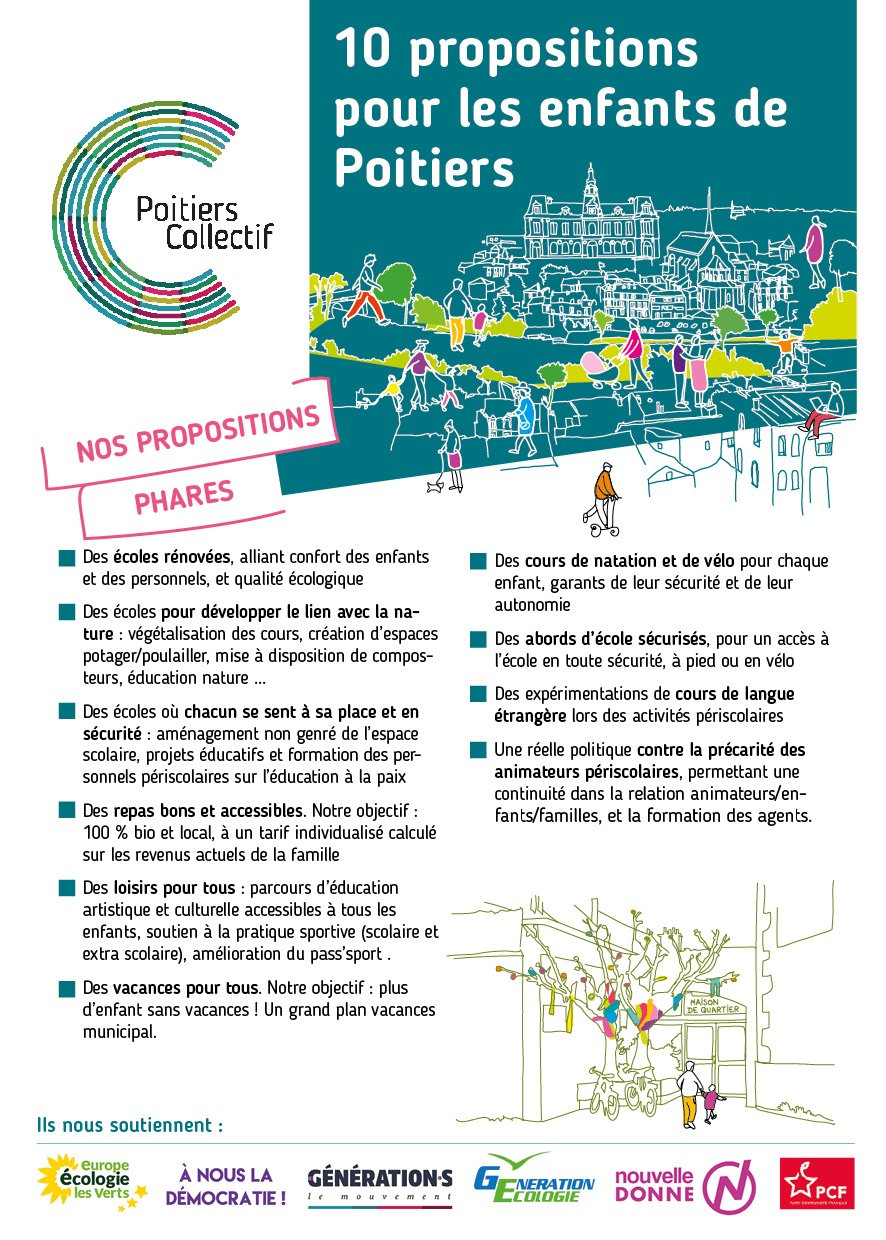 10 propositions
pour les enfants de
Poitiers
Poitiers
Collectif
NOS PROPOSITIONS
PHARES
Des écoles rénovées, alliant confort des enfants
et des personnels, et qualité écologique
Des écoles pour développer le lien avec la na-
ture : végétalisation des cours, création d'espaces
potager/poulailler, mise à disposition de compos-
teurs, éducation nature ...
Des écoles où chacun se sent à sa place et en
sécurité : aménagement non genré de l'espace
scolaire, projets éducatifs et formation des per-
sonnels périscolaires sur l'éducation à la paix
Des repas bons et accessibles. Notre objectif :
100 % bio et local, à un tarif individualisé calculé
sur les revenus actuels de la famille
Des loisirs pour tous : parcours d'éducation
artistique et culturelle accessibles à tous les
enfants, soutien à la pratique sportive (scolaire et
extra scolaire), amélioration du pass'sport .
Des vacances pour tous. Notre objectif : plus
d'enfant sans vacances ! Un grand plan vacances
municipal.
Des cours de natation et de vélo pour chaque
enfant, garants de leur sécurité et de leur
autonomie
Des abords d'école sécurisés, pour un accès à
l'école en toute sécurité, à pied ou en vélo
Des expérimentations de cours de langue
étrangère lors des activités périscolaires
Une réelle politique contre la précarité des
animateurs périscolaires, permettant une
continuité dans la relation animateurs/en-
fants/familles, et la formation des agents.
MAISON
DE QUARTIER
Ils nous soutiennent :
europe
écologie
les Verts
À NOUS LA
DÉMOCRATIE !
GÉNÉRATION·S
le mouvement
GENERATION
ECOLOGIE
nouvelle
DONNE
N
PCF
PARTI COMMUNISTE FRANÇAIS